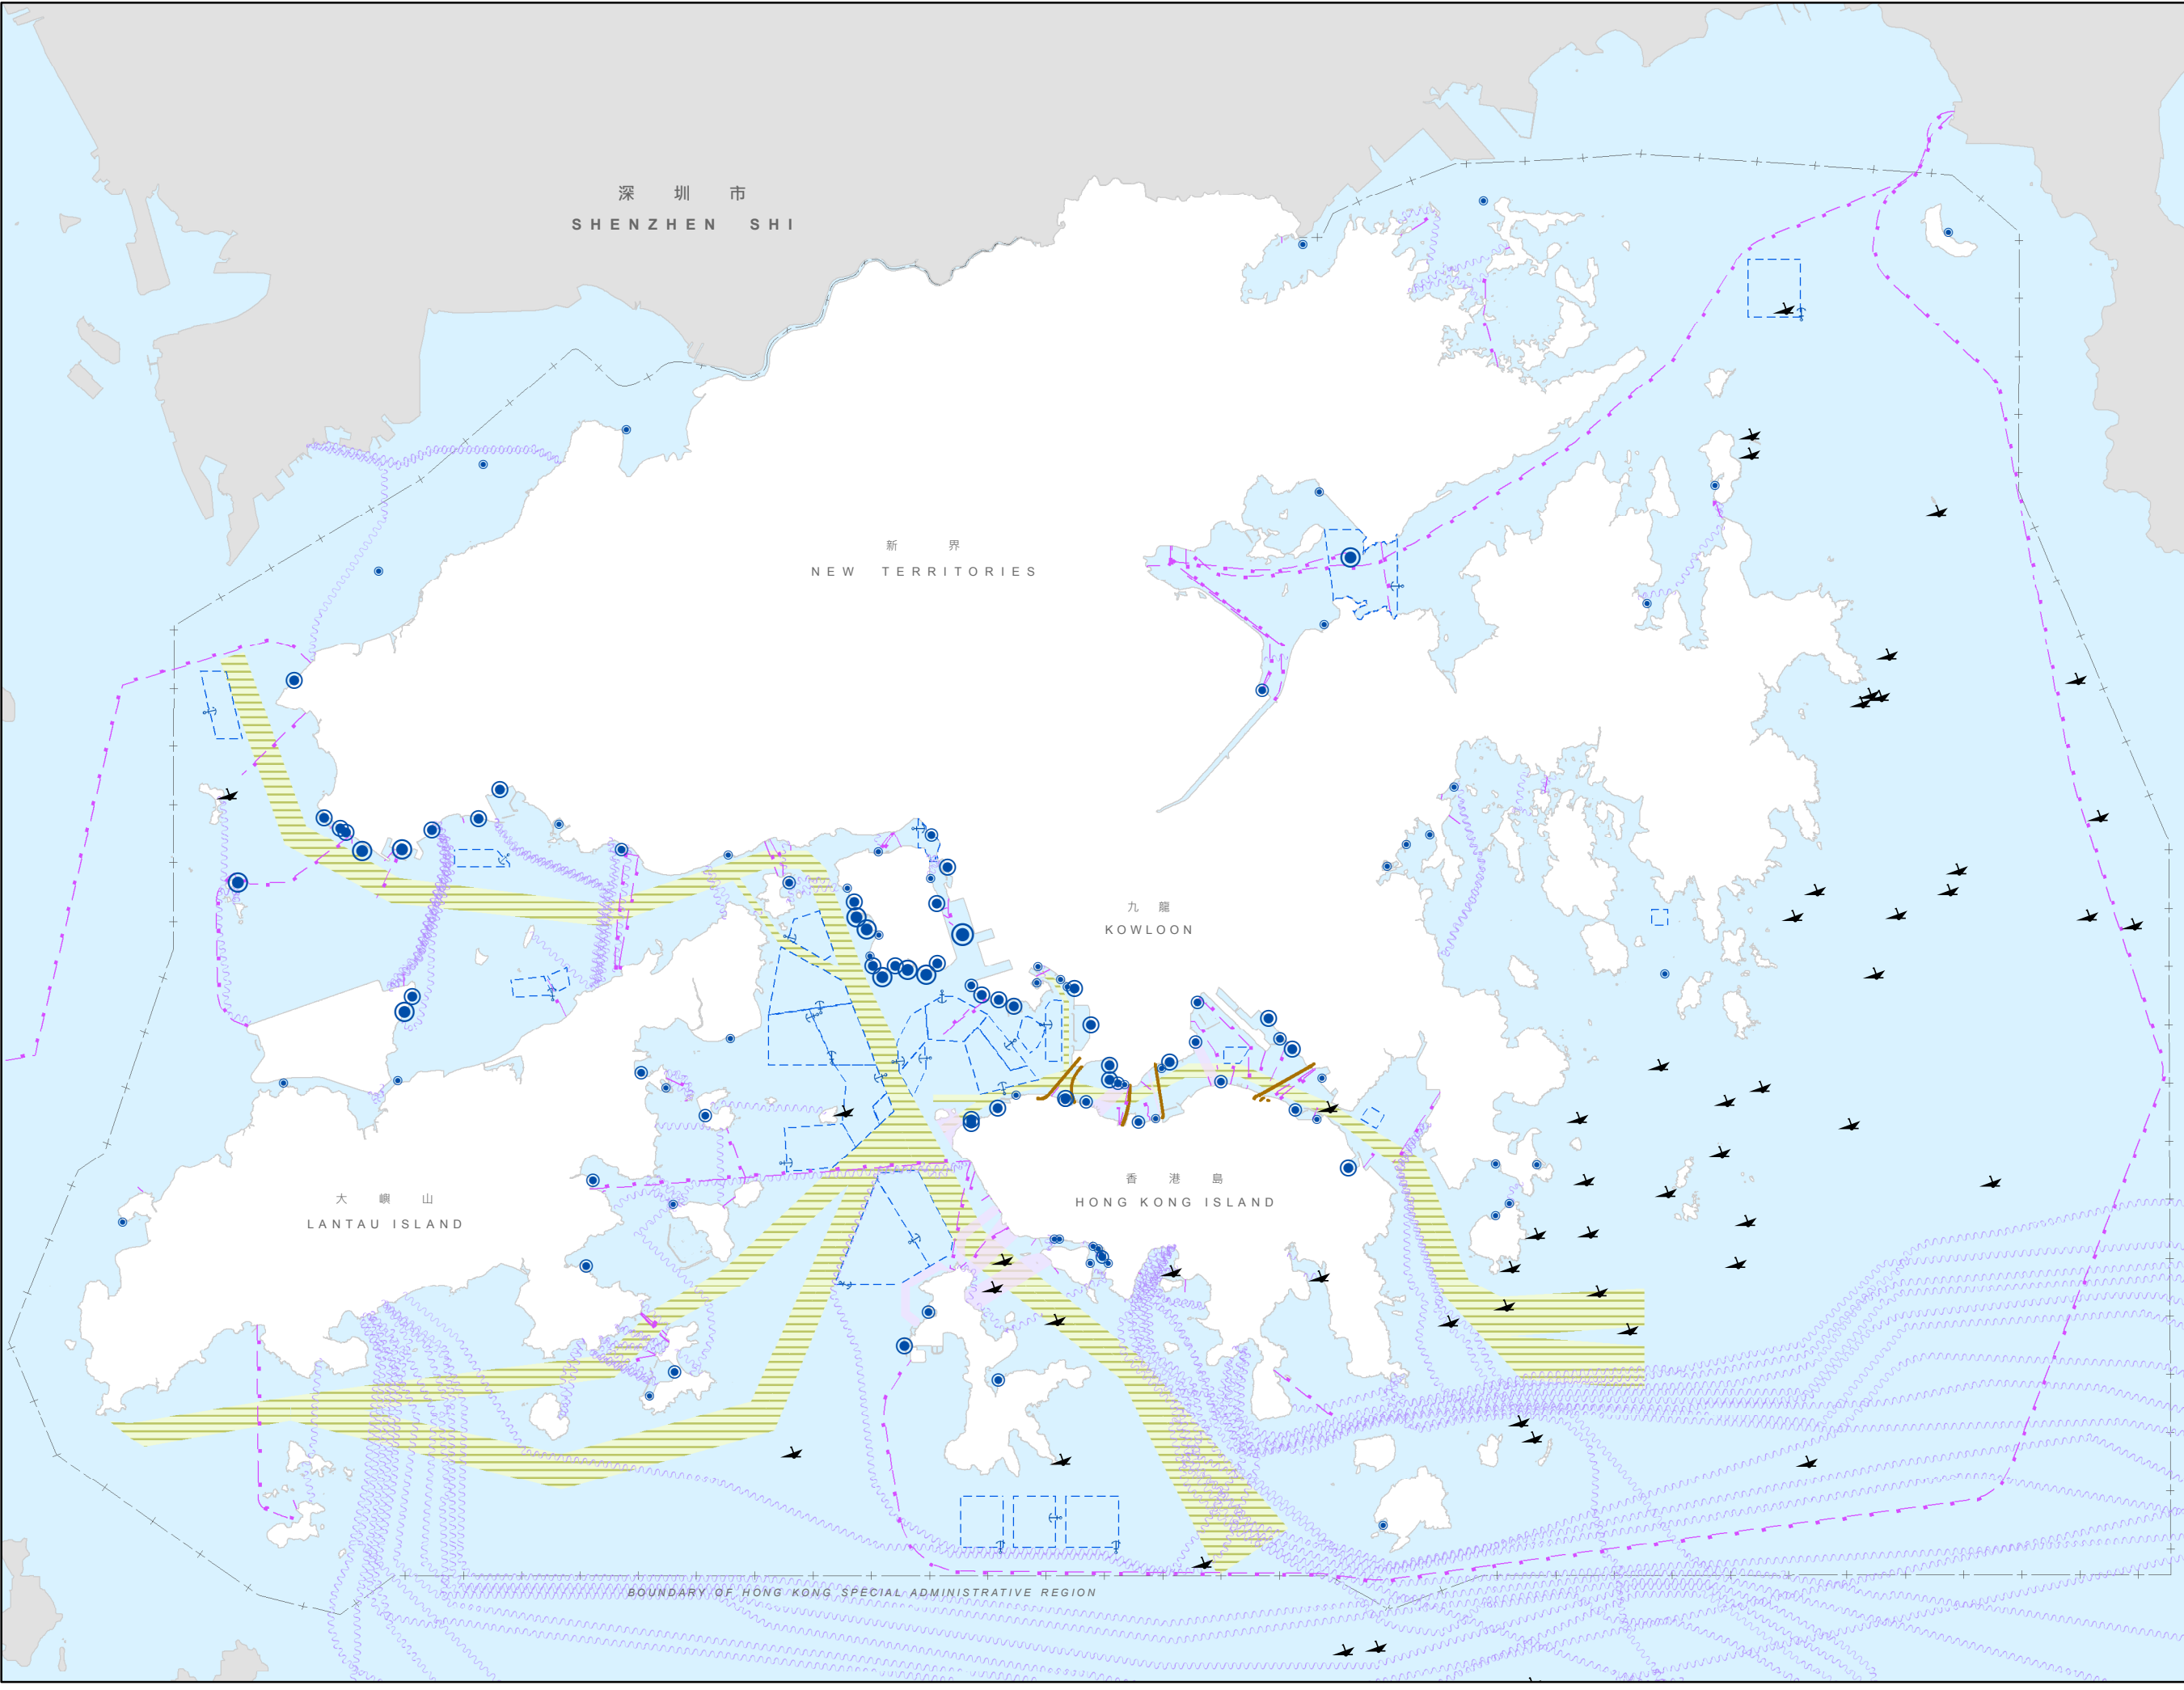 深 圳 市
SHENZHEN SHI
新 界
NEW TERRITORIES
九 龍
KOWLOON
香 港 島
HONG KONG ISLAND
大 嶼 山
LANTAU ISLAND
BOUNDARY OF HONG KONG SPECIAL ADMINISTRATIVE REGION